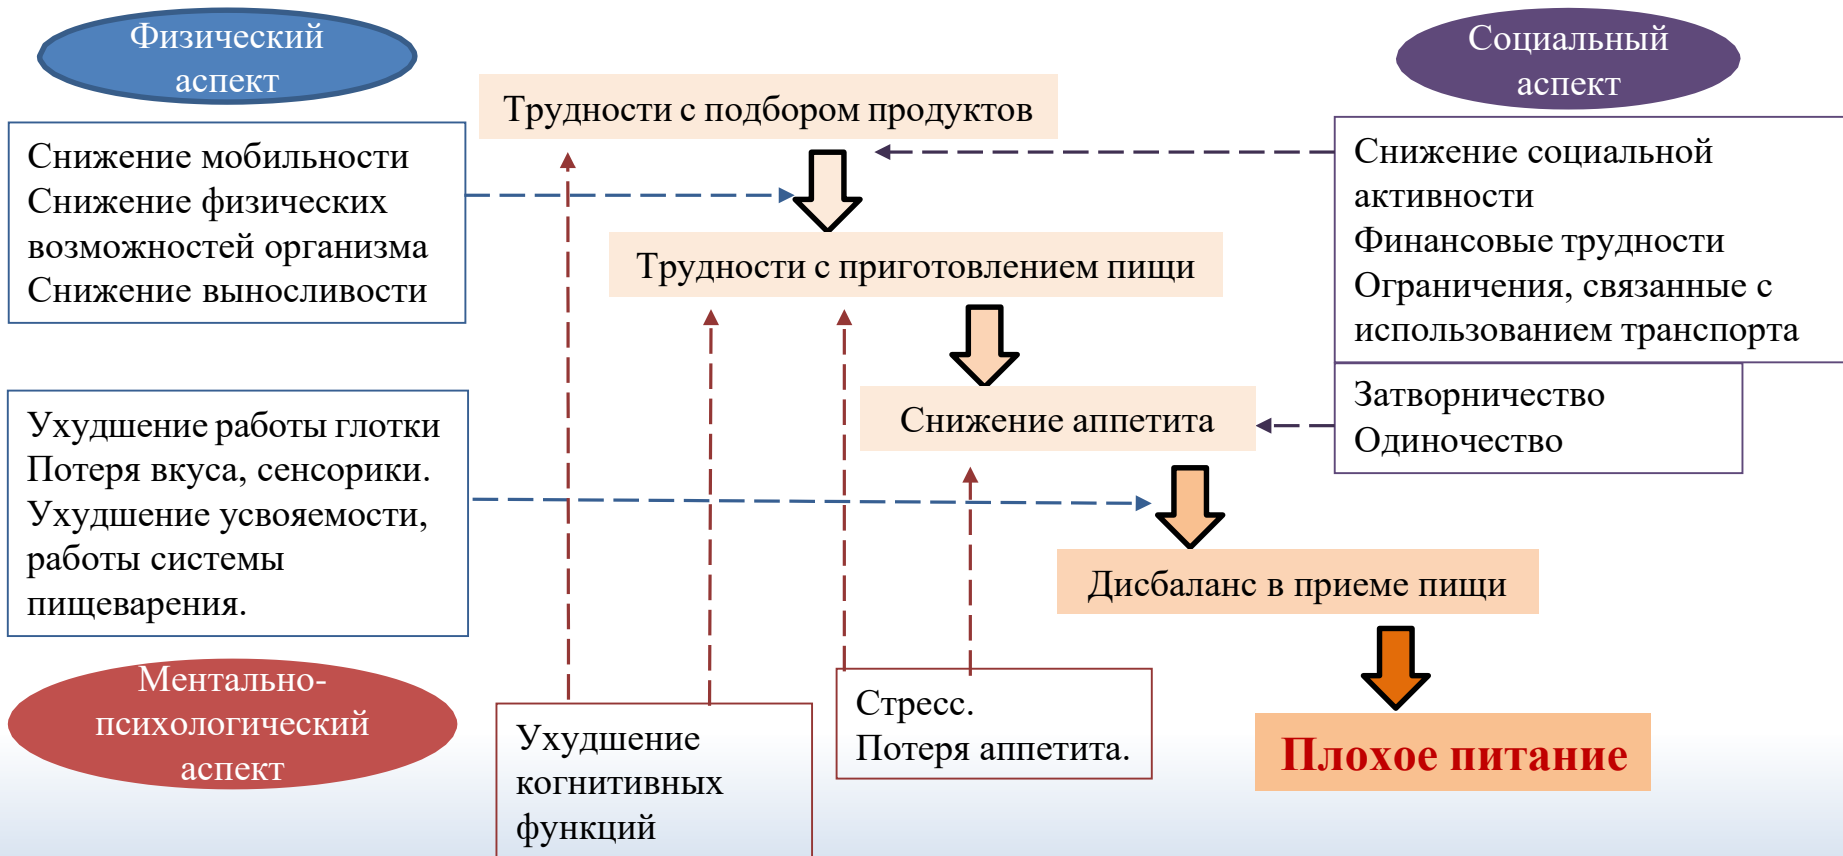 Физический
аспект
Социальный
аспект
Трудности с подбором продуктов
Снижение мобильности
Снижение физических
возможностей организма
Снижение выносливости
Снижение социальной
активности
Финансовые трудности
Ограничения, связанные с
использованием транспорта
Трудности с приготовлением пищи
Затворничество
Одиночество
Снижение аппетита
Ухудшение работы глотки
Потеря вкуса, сенсорики.
Ухудшение усвояемости,
работы системы
пищеварения.
Дисбаланс в приеме пищи
Ментально-
психологический
аспект
Ухудшение
когнитивных
функций
Стресс.
Потеря аппетита.
Плохое питание